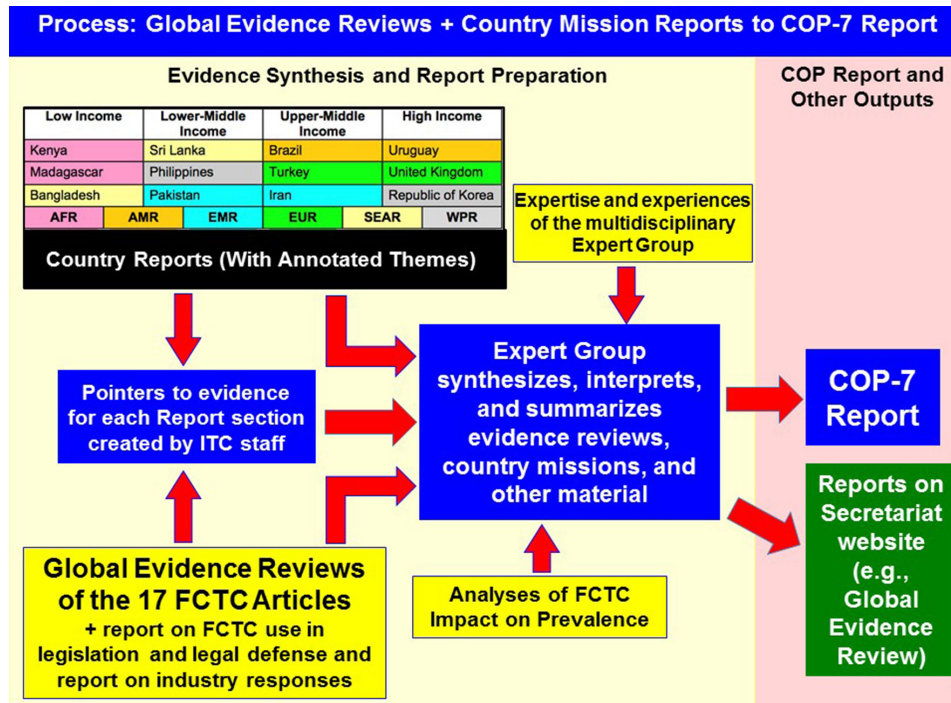 Process: Global Evidence Reviews + Country Mission Reports to COP-7 Report
Evidence Synthesis and Report Preparation
COP Report and
Other Outputs
Low Income
Lower-Middle
Income
Upper-Middle
Income
High Income
Kenya
Sri Lanka
Brazil
Uruguay
Madagascar
Philippines
Turkey
United Kingdom
Bangladesh
Pakistan
Iran
Republic of Korea
AFR
AMR
EMR
EUR
SEAR
WPR
Country Reports (With Annotated Themes)
Expertise and experiences
of the multidisciplinary
Expert Group
Pointers to evidence
for each Report section
created by ITC staff
Expert Group
synthesizes, interprets,
and summarizes
evidence reviews,
country missions, and
other material
COP-7
Report
Reports on
Secretariat
website
(e.g.,
Global
Evidence
Review)
Global Evidence Reviews
of the 17 FCTC Articles
+ report on FCTC use in
legislation and legal defense and
report on industry responses
Analyses of FCTC
Impact on Prevalence